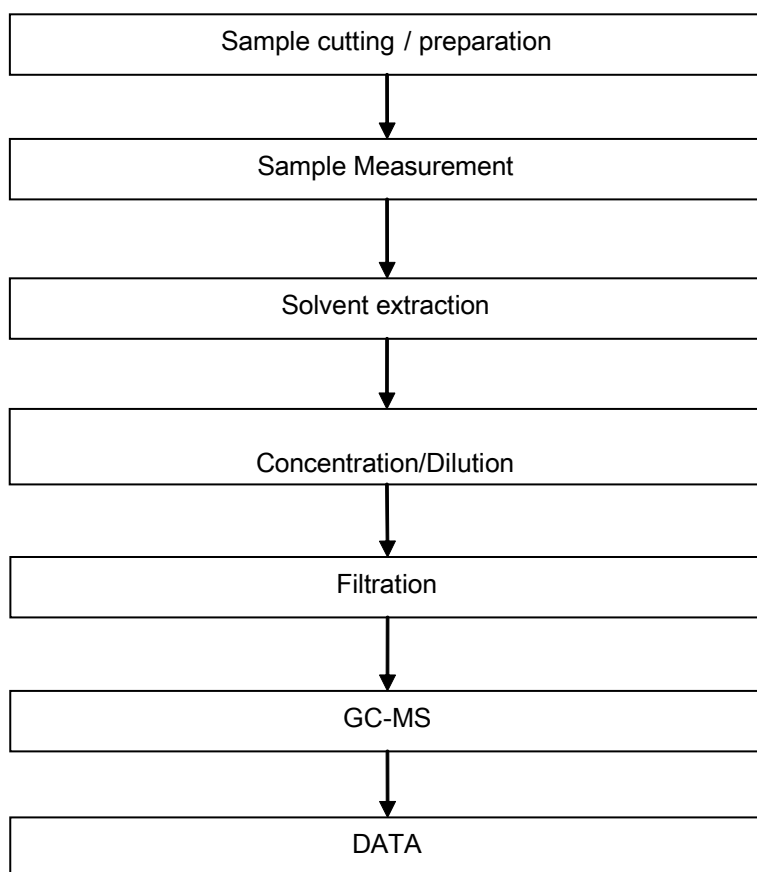 Sample cutting / preparation
Sample Measurement
Solvent extraction
Concentration/Dilution
Filtration
GC-MS
DATA